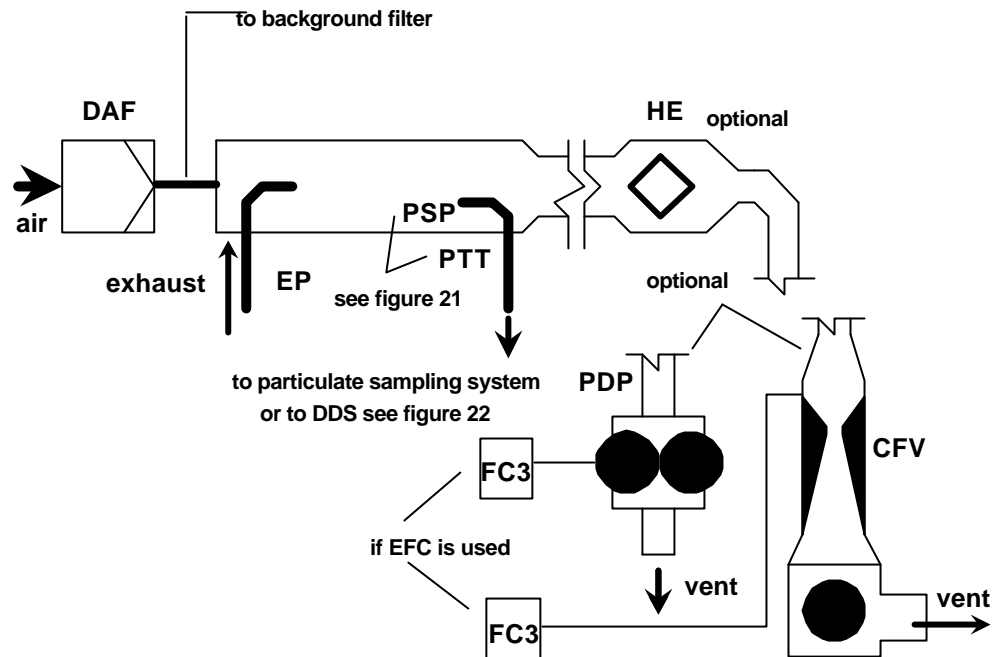 to background filter
DAF
HE
optional
air
PSP
PTT
exhaust
EP
see figure 21
optional
to particulate sampling system
or to DDS see figure 22
PDP
FC3
CFV
if EFC is used
vent
vent
FC3